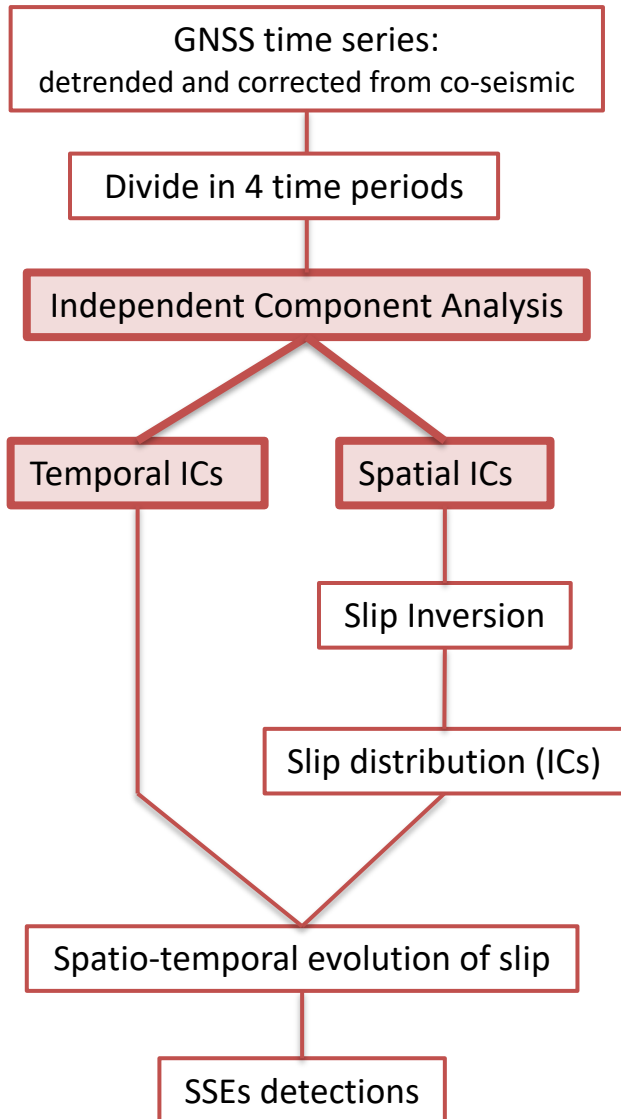 GNSS time series:
detrended and corrected from co-seismic
Divide in 4 time periods
Independent Component Analysis
Temporal ICs
Spatial ICs
Slip Inversion
Slip distribution (ICs)
Spatio-temporal evolution of slip
SSEs detections